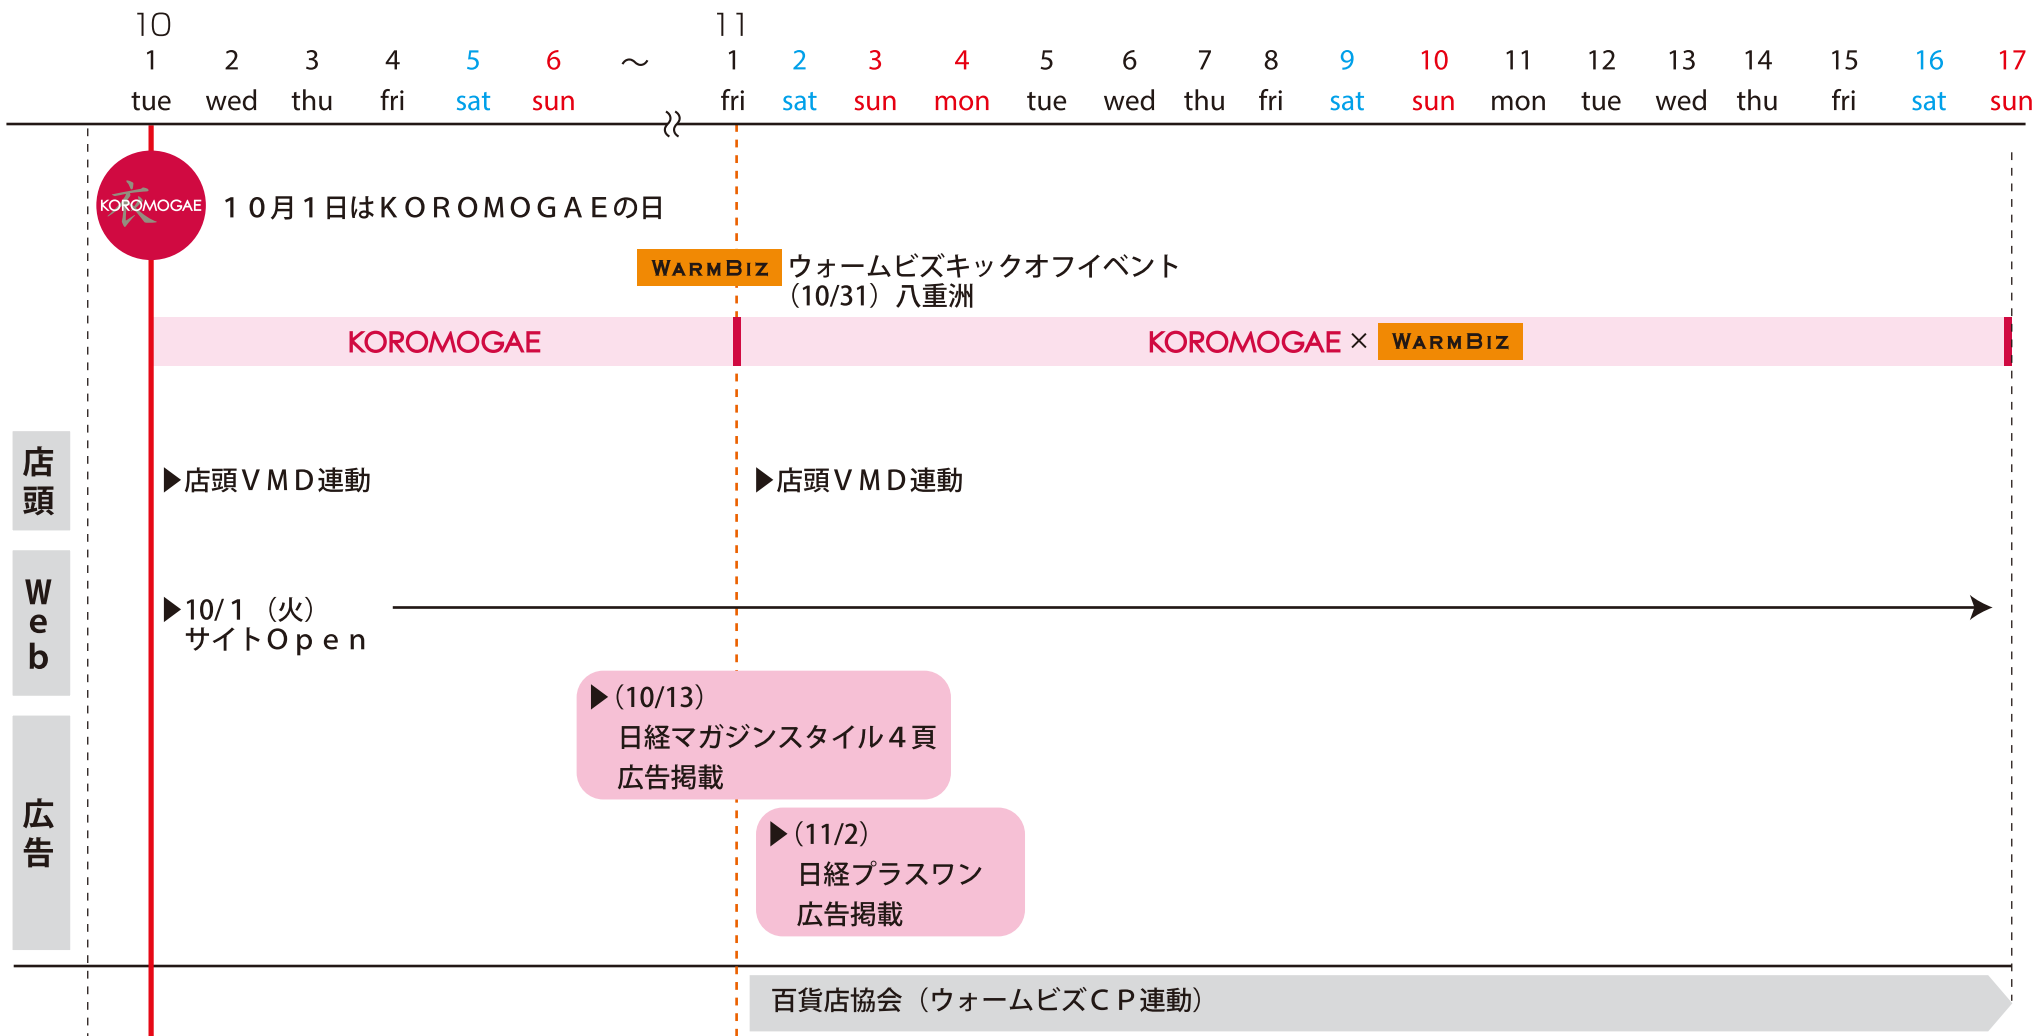 10 11
1 2 3 4 5 6 ～ 1 2 3 4 5 6 7 8 9 10 11 12 13 14 15 16 17
tue wed thu fri sat sun fri sat sun mon tue wed thu fri sat sun mon tue wed thu fri sat sun
衣
KOROMOGAE
１０月１日はＫＯＲＯＭＯＧＡＥの日
WARMBIZ ウォームビズキックオフイベント
（10/31）八重洲
KOROMOGAE KOROMOGAE × WARMBIZ
店頭
▶店頭ＶＭＤ連動 ▶店頭ＶＭＤ連動
Web
▶10/1 （火）
サイトＯｐｅｎ
広告
▶（10/13）
日経マガジンスタイル４頁
広告掲載
▶（11/2）
日経プラスワン
広告掲載
百貨店協会（ウォームビズＣＰ連動）